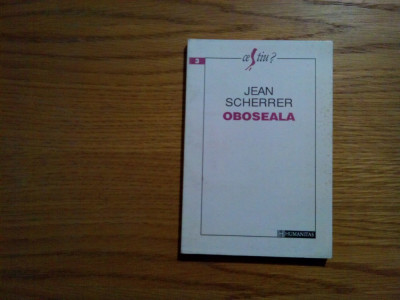 3
ce Știu?
JEAN
SCHERRER
OBOSEALA
HUMANITAS